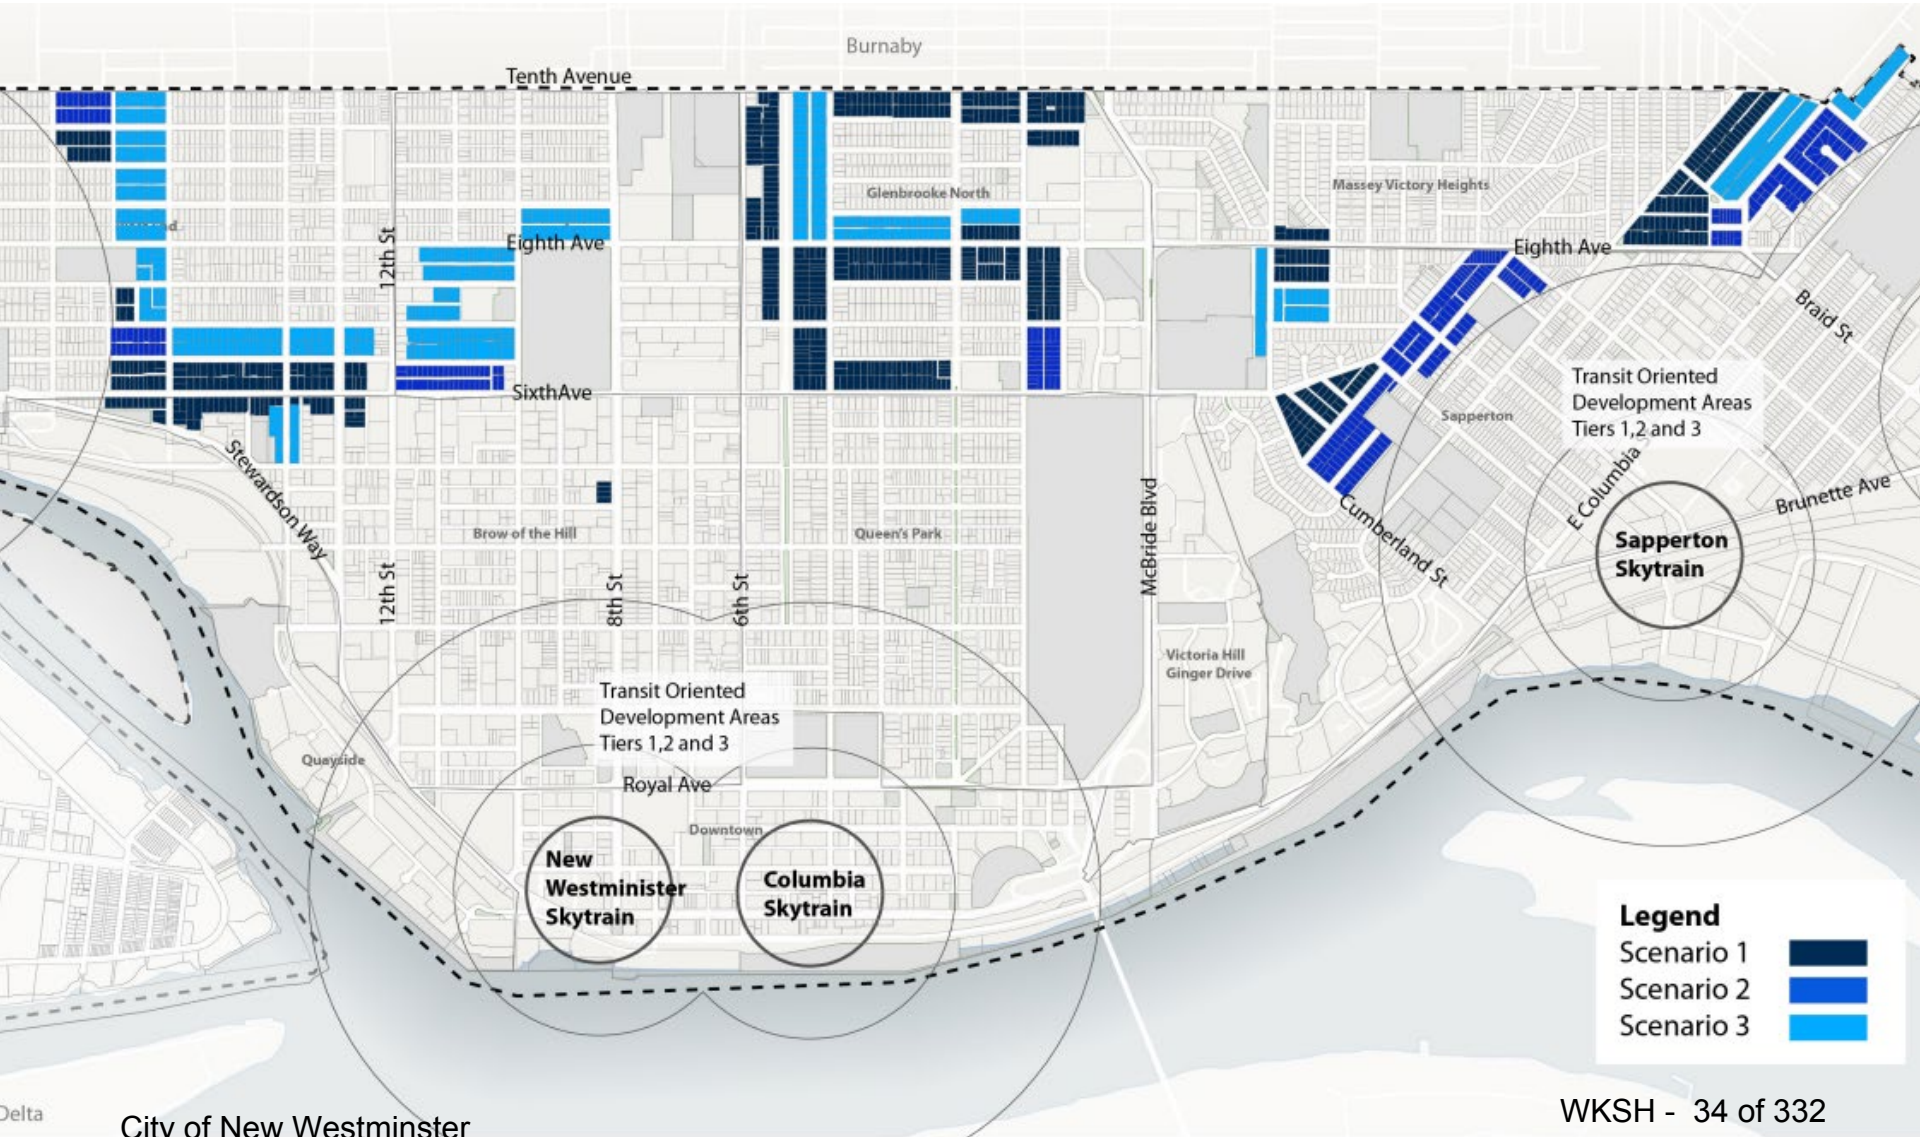 Burnaby
Tenth Avenue
Glenbrooke North
Massey Victory Heights
12th St
Eighth Ave
Eighth Ave
Braid St
SixthAve
Transit Oriented
Development Areas
Tiers 1,2 and 3
Sapperton
Stewardson Way
E Columbia
Brunette Ave
Cumberland St
McBride Blvd
Brow of the Hill
Queen's Park
Sapperton
Skytrain
12th St
8th St
6th St
Victoria Hill
Ginger Drive
Transit Oriented
Development Areas
Tiers 1,2 and 3
Quayside
Royal Ave
Downtown
New
Westminister
Skytrain
Columbia
Skytrain
Legend
Scenario 1
Scenario 2
Scenario 3
Delta
City of New Westminster
WKSH - 34 of 332